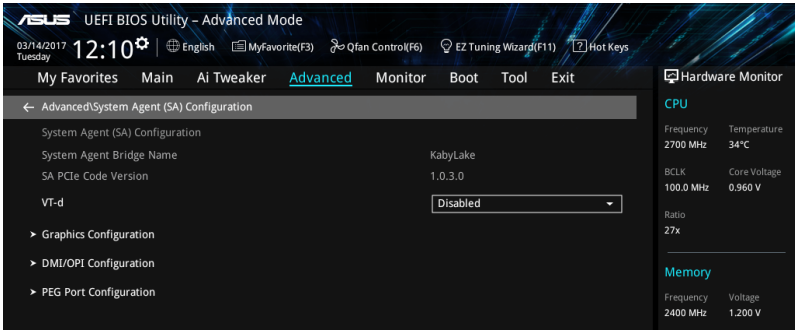 ASUS UEFI BIOS Utility – Advanced Mode
03/14/2017 Tuesday 12:10 English MyFavorite(F3) Qfan Control(F6) EZ Tuning Wizard(F11) ? Hot Keys
My Favorites Main Ai Tweaker Advanced Monitor Boot Tool Exit
← Advanced\System Agent (SA) Configuration
System Agent (SA) Configuration
System Agent Bridge Name KabyLake
SA PCIe Code Version 1.0.3.0
VT-d Disabled
> Graphics Configuration
> DMI/OPI Configuration
> PEG Port Configuration
Hardware Monitor
CPU
Frequency Temperature
2700 MHz 34°C
BCLK Core Voltage
100.0 MHz 0.960 V
Ratio
27x
Memory
Frequency Voltage
2400 MHz 1.200 V